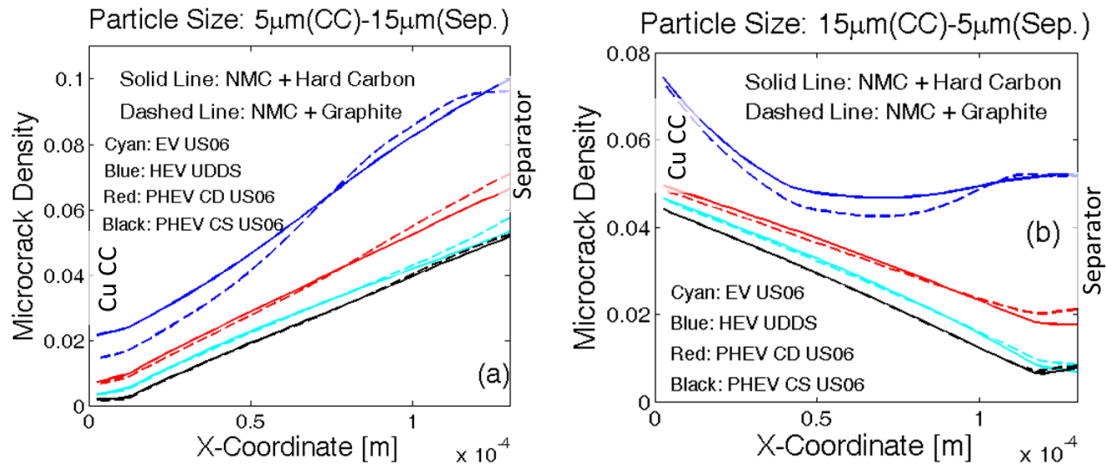 Particle Size: 5μm(CC)-15μm(Sep.)
Solid Line: NMC + Hard Carbon
Dashed Line: NMC + Graphite
Cyan: EV US06
Blue: HEV UDDS
Red: PHEV CD US06
Black: PHEV CS US06
Cu CC
Separator
(a)
Microcrack Density
0.1
0.08
0.06
0.04
0.02
0
0
0.5
1
X-Coordinate [m]
x 10⁻⁴
Particle Size: 15μm(CC)-5μm(Sep.)
(b)
Solid Line: NMC + Hard Carbon
Dashed Line: NMC + Graphite
Cu CC
Separator
Cyan: EV US06
Blue: HEV UDDS
Red: PHEV CD US06
Black: PHEV CS US06
Microcrack Density
0.08
0.06
0.04
0.02
0.00
0
0.5
1
X-Coordinate [m]
x 10⁻⁴